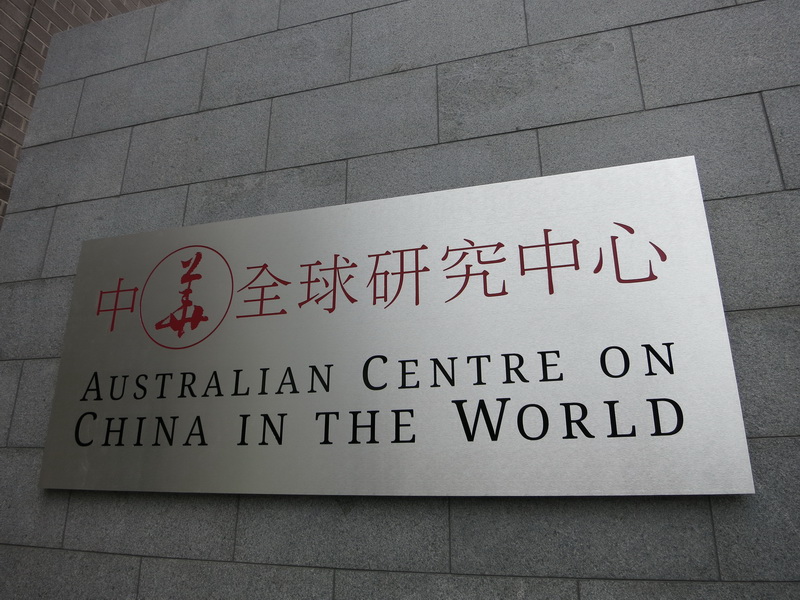 中華全球研究中心
AUSTRALIAN CENTRE ON
CHINA IN THE WORLD